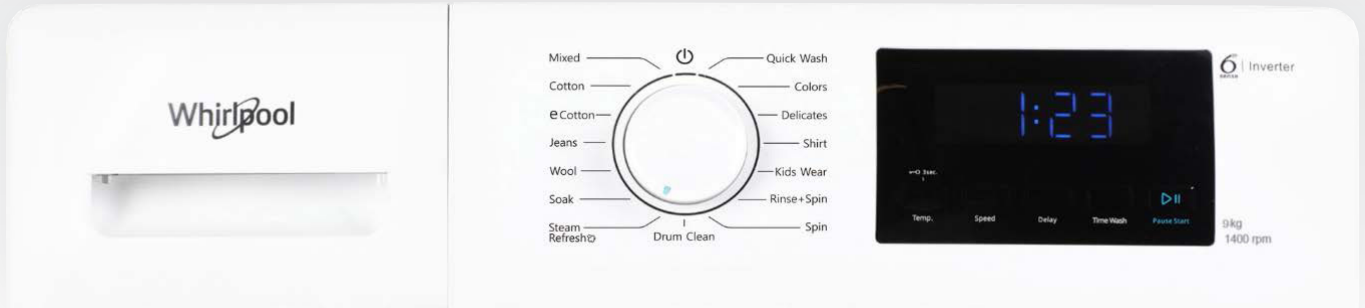 Whirlpool
Mixed
Cotton
eCotton
Jeans
Wool
Soak
Steam
Refresh
Drum Clean
Quick Wash
Colors
Delicates
Shirt
Kids Wear
Rinse+Spin
Spin
1:23
3sec.
Temp.
Speed
Delay
Time Wash
Pause Start
6 | Inverter
9kg
1400 rpm